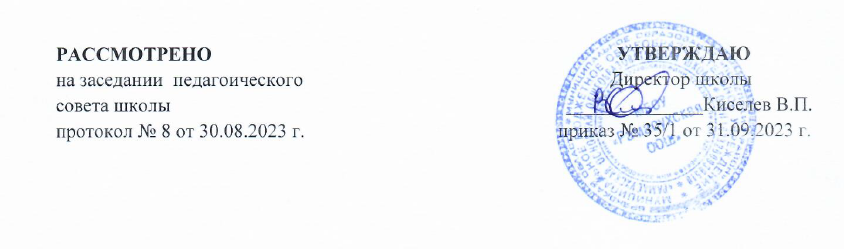 РАССМОТРЕНО
на заседании педагоического
совета школы
протокол № 8 от 30.08.2023 г.
УТВЕРЖДАЮ
Директор школы
Киселев В.П.
приказ № 35/1 от 31.09.2023 г.